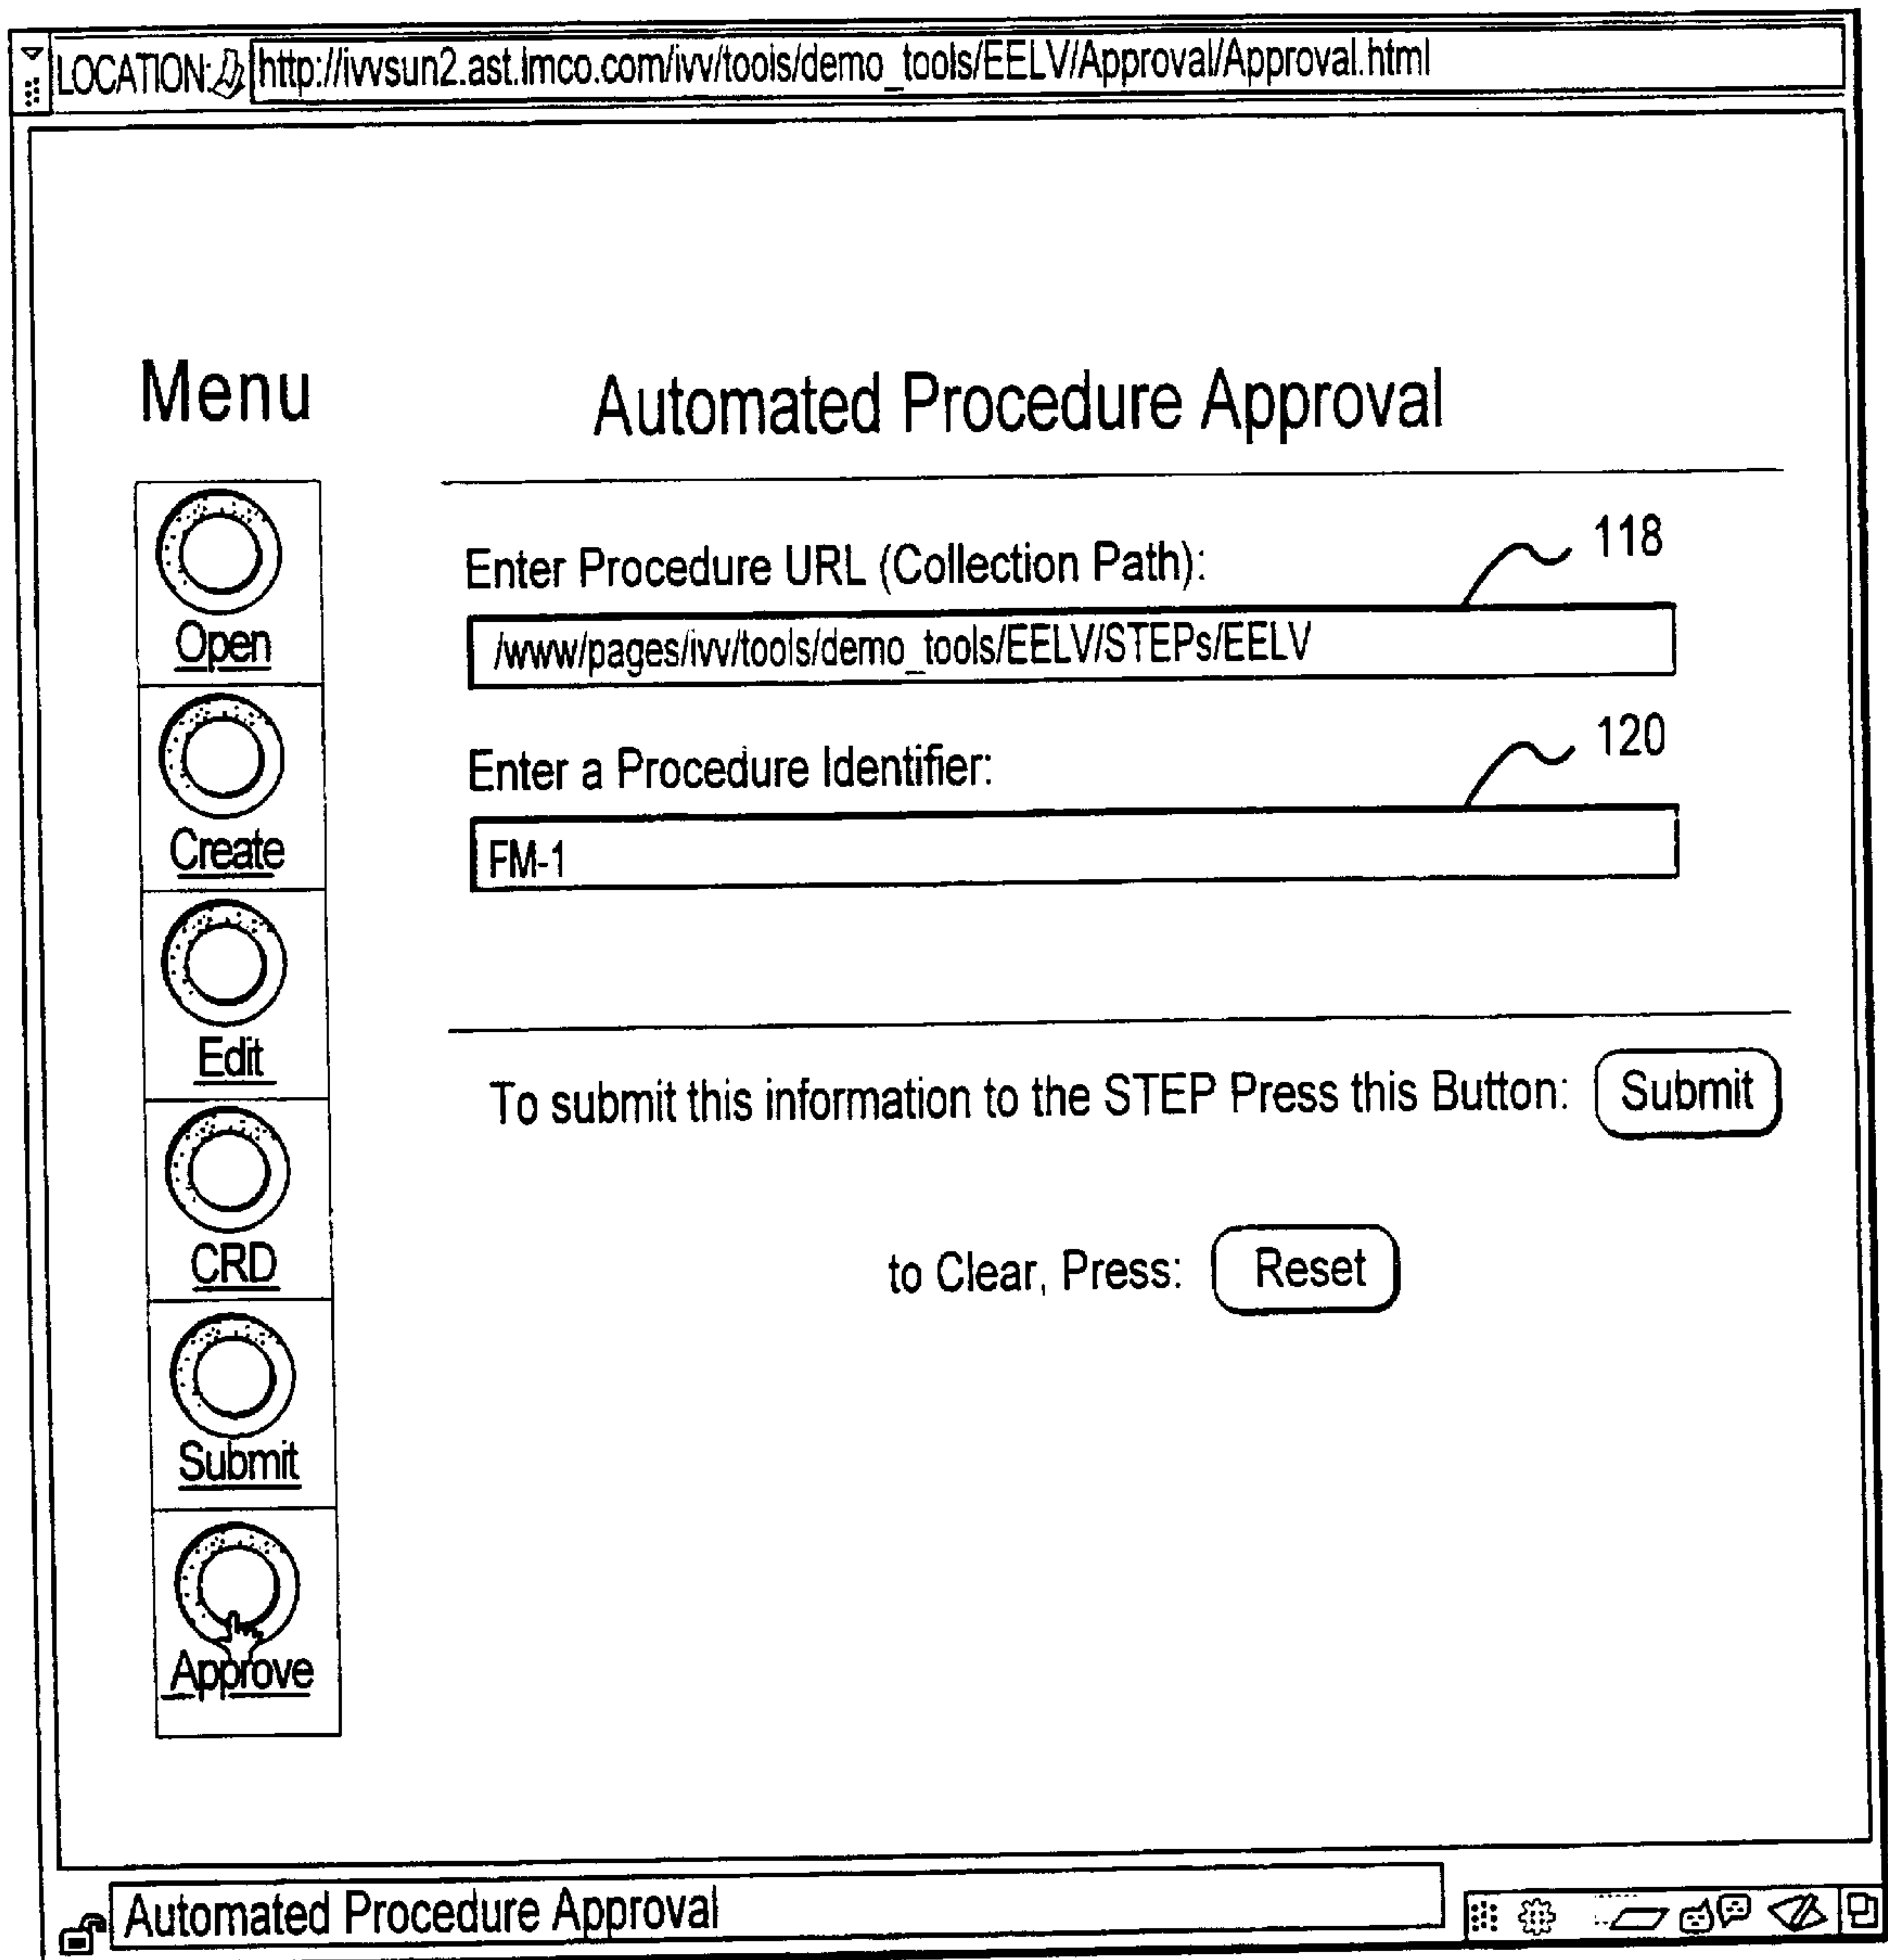 LOCATION: http://ivvsun2.ast.lmco.com/ivv/tools/demo_tools/EELV/Approval/Approval.html
Menu
Automated Procedure Approval
Open
Create
Edit
CRD
Submit
Approve
Enter Procedure URL (Collection Path):
118
/www/pages/ivv/tools/demo_tools/EELV/STEPs/EELV
Enter a Procedure Identifier:
120
FM-1
To submit this information to the STEP Press this Button: Submit
to Clear, Press: Reset
Automated Procedure Approval